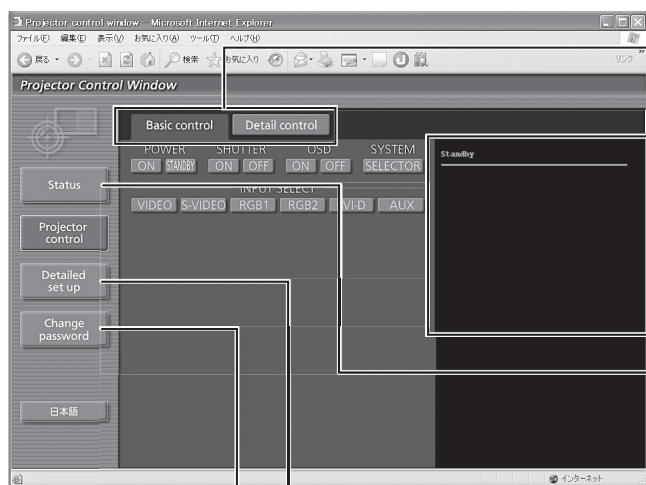 Projector control window - Microsoft Internet Explorer
ファイル(F) 編集(E) 表示(V) お気に入り(A) ツール(T) ヘルプ(H)
戻る 検索 お気に入り リンク »
Projector Control Window
Basic control Detail control
POWER SHUTTER OSD SYSTEM
ON STANDBY ON OFF ON OFF SELECTOR
INPUT SELECT
VIDEO S-VIDEO RGB1 RGB2 VI-D AUX
Standby
Status
Projector
control
Detailed
set up
Change
password
日本語
インターネット